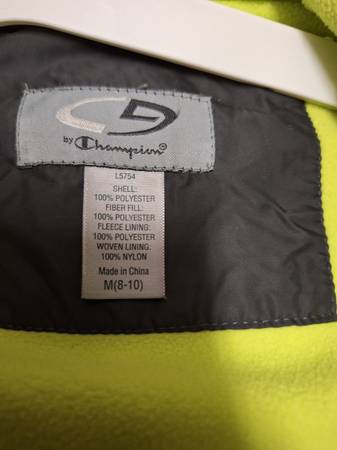 C9
by Champion®
L5754
SHELL:
100% POLYESTER
FIBER FILL:
100% POLYESTER
FLEECE LINING:
100% POLYESTER
WOVEN LINING:
100% NYLON
Made in China
M(8-10)